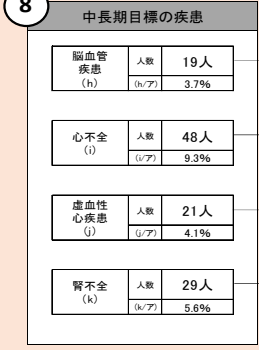 8
中長期目標の疾患
脳血管
疾患
(h)
人数
19人
(h/ア)
3.7%
心不全
(i)
人数
48人
(i/ア)
9.3%
虚血性
心疾患
(j)
人数
21人
(j/ア)
4.1%
腎不全
(k)
人数
29人
(k/ア)
5.6%